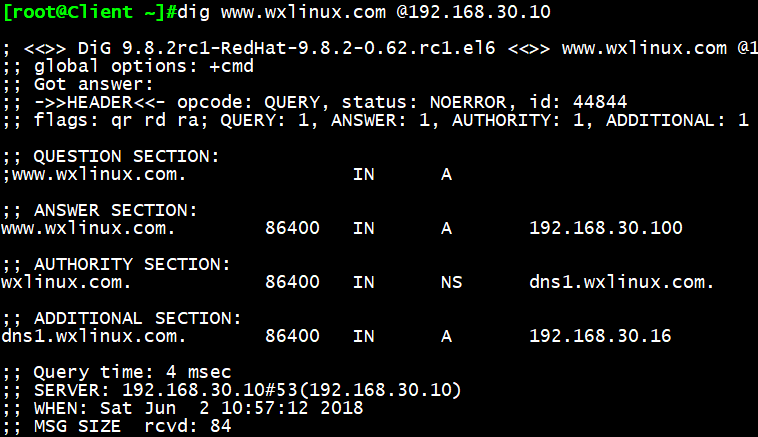 [root@Client ~]#dig www.wxlinux.com @192.168.30.10
; <<>> DiG 9.8.2rc1-RedHat-9.8.2-0.62.rc1.el6 <<>> www.wxlinux.com @1
;; global options: +cmd
;; Got answer:
;; ->>HEADER<<- opcode: QUERY, status: NOERROR, id: 44844
;; flags: qr rd ra; QUERY: 1, ANSWER: 1, AUTHORITY: 1, ADDITIONAL: 1
;; QUESTION SECTION:
;www.wxlinux.com. IN A
;; ANSWER SECTION:
www.wxlinux.com. 86400 IN A 192.168.30.100
;; AUTHORITY SECTION:
wxlinux.com. 86400 IN NS dns1.wxlinux.com.
;; ADDITIONAL SECTION:
dns1.wxlinux.com. 86400 IN A 192.168.30.16
;; Query time: 4 msec
;; SERVER: 192.168.30.10#53(192.168.30.10)
;; WHEN: Sat Jun 2 10:57:12 2018
;; MSG SIZE rcvd: 84